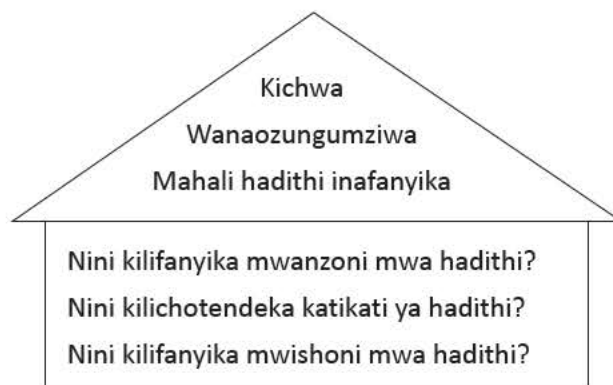 Kichwa
Wanaozungumziwa
Mahali hadithi inafanyika
Nini kilifanyika mwanzoni mwa hadithi?
Nini kilichotendeka katikati ya hadithi?
Nini kilifanyika mwishoni mwa hadithi?